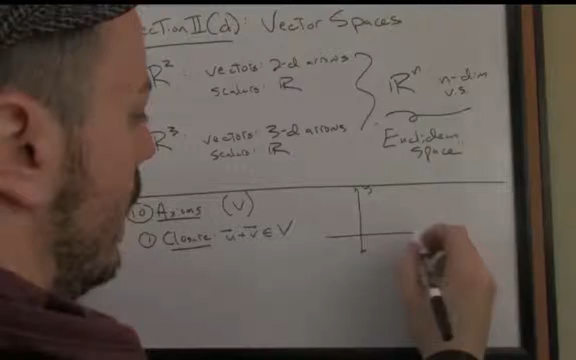 ection II(d): Vector Spaces
R² : vectors: 2-d arrows
scalars: R
R³ : vectors: 3-d arrows
scalars: R
Rⁿ n-dim v.s.
Euclidean Space
10 Axioms (V)
① Closure: u⃗+v⃗ ∈ V
y